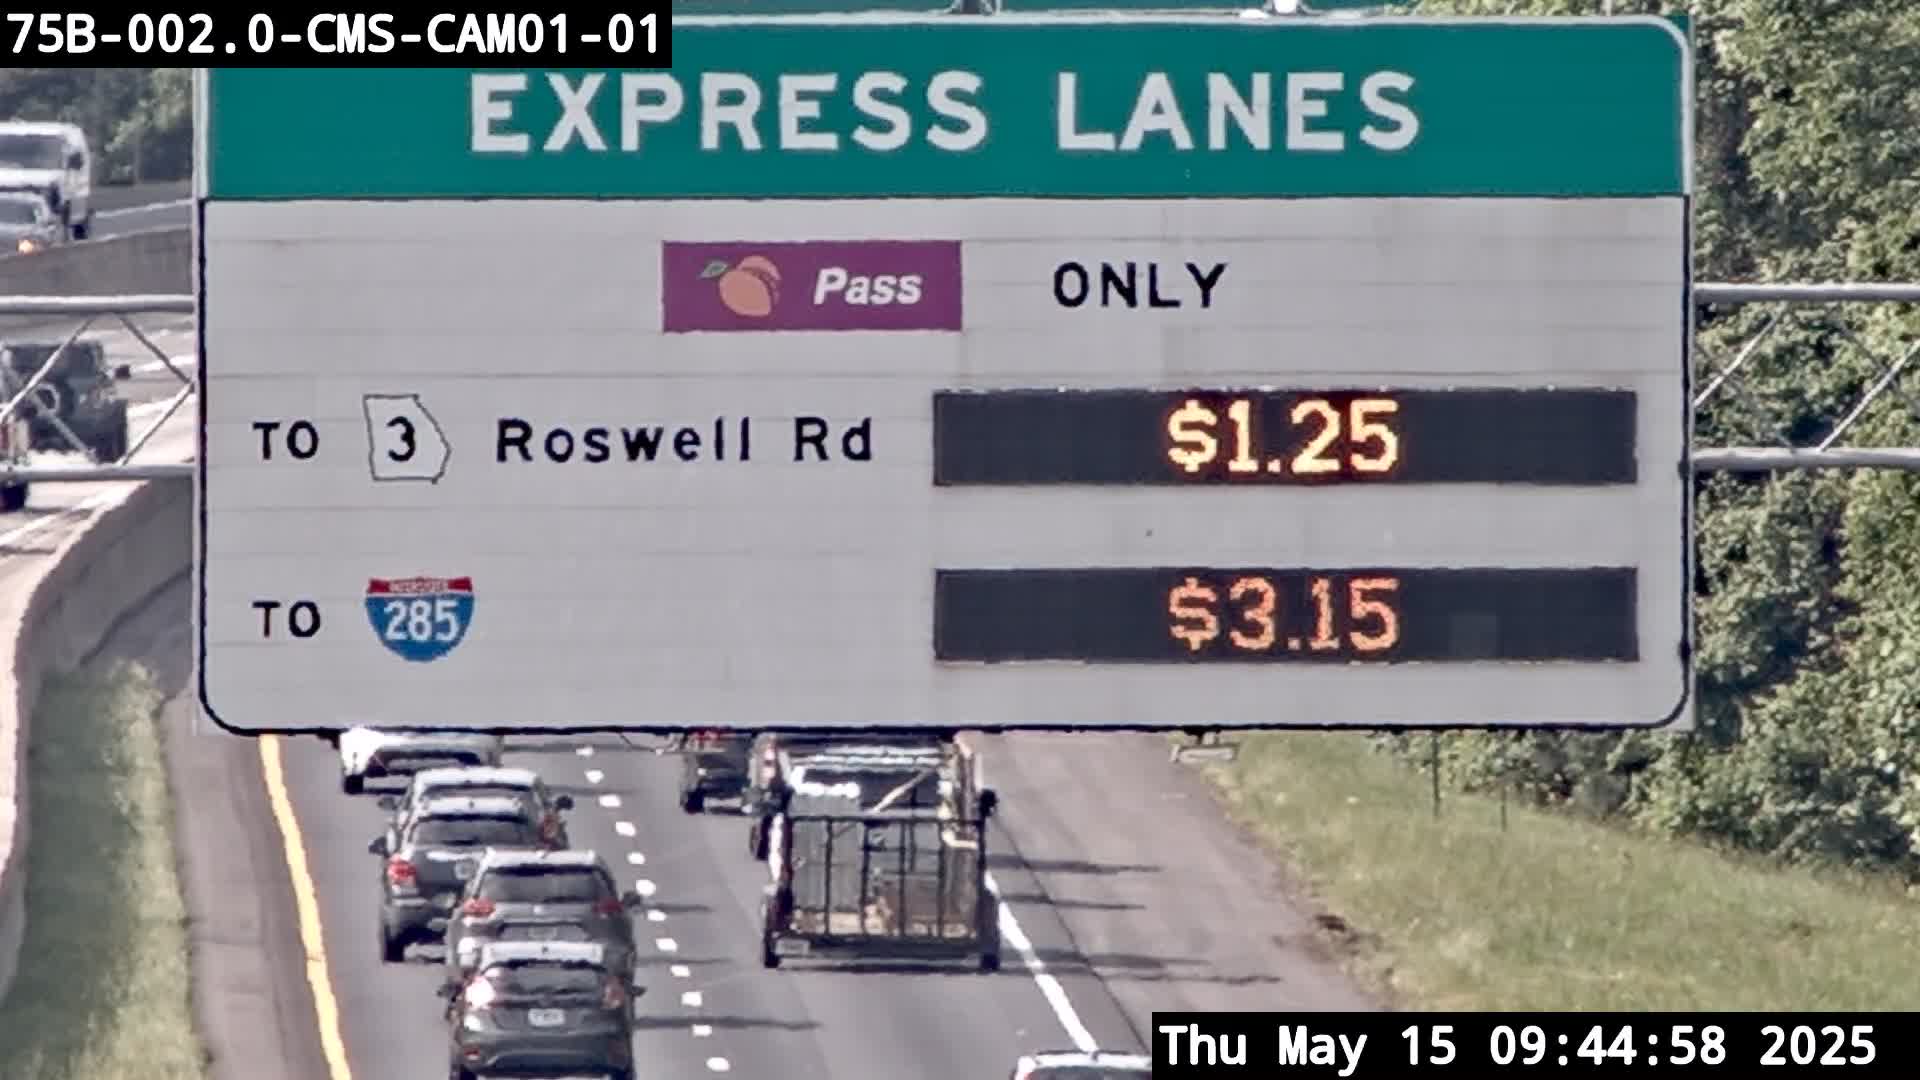 75B-002.0-CMS-CAM01-01
EXPRESS LANES
Pass ONLY
TO 3 Roswell Rd $1.25
INTERSTATE
TO 285 $3.15
Thu May 15 09:44:58 2025